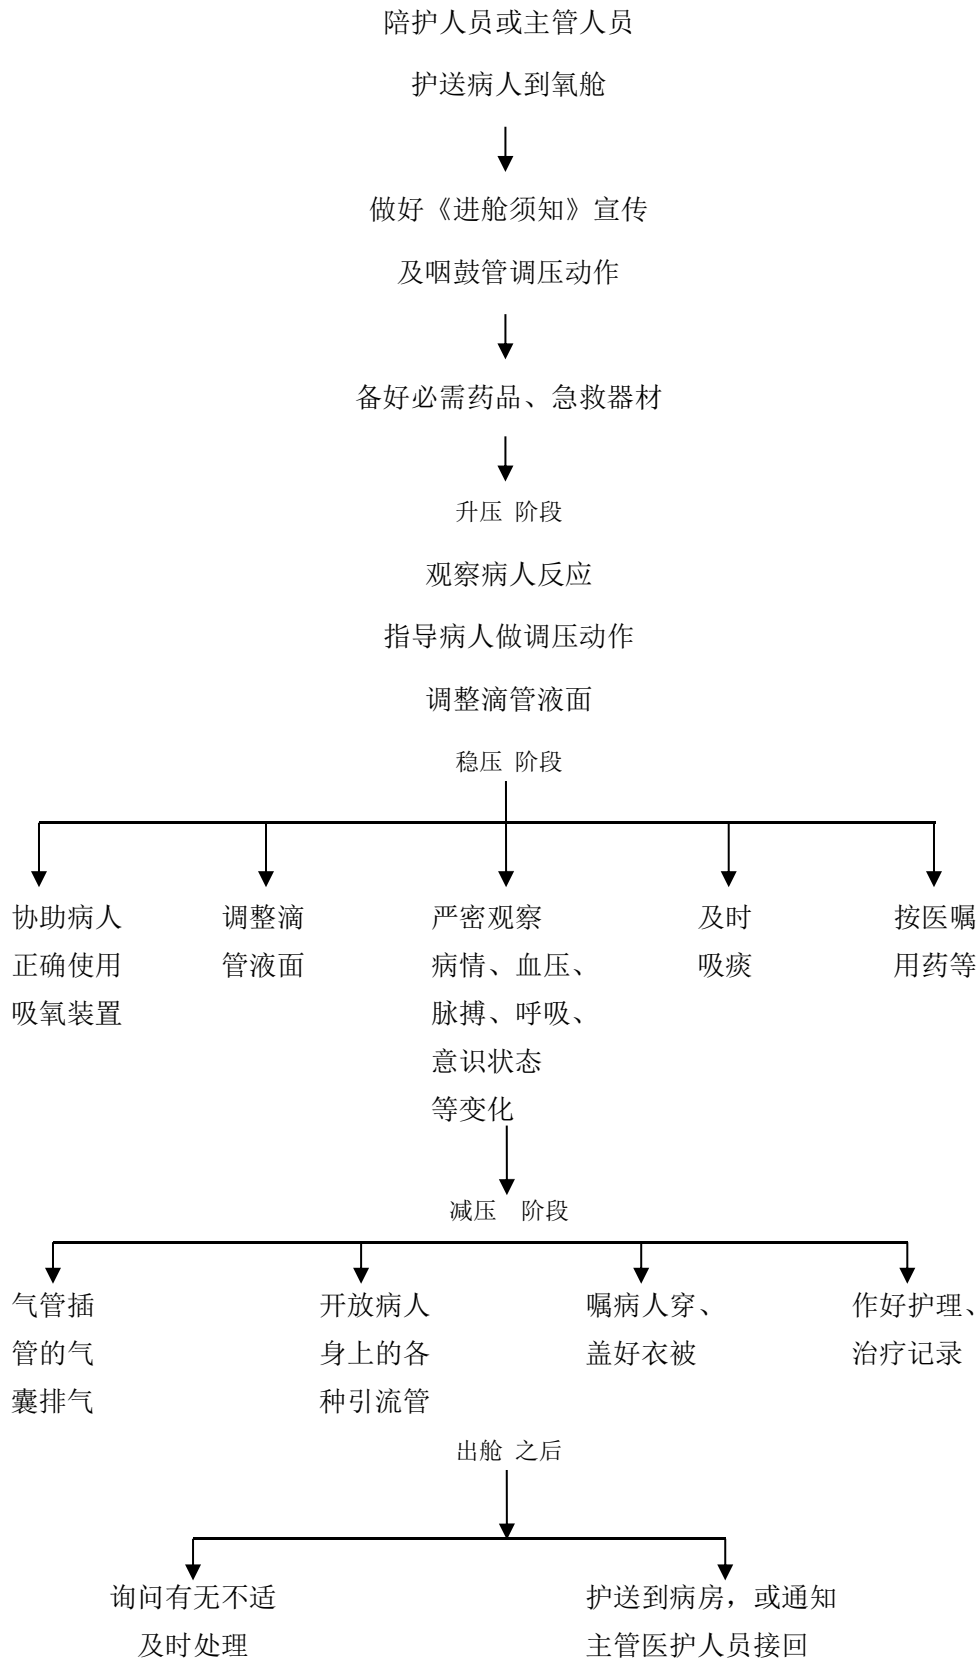 陪护人员或主管人员
护送病人到氧舱
做好《进舱须知》宣传
及咽鼓管调压动作
备好必需药品、急救器材
升压 阶段
观察病人反应
指导病人做调压动作
调整滴管液面
稳压 阶段
协助病人
正确使用
吸氧装置
调整滴
管液面
严密观察
病情、血压、
脉搏、呼吸、
意识状态
等变化
及时
吸痰
按医嘱
用药等
减压 阶段
气管插
管的气
囊排气
开放病人
身上的各
种引流管
嘱病人穿、
盖好衣被
作好护理、
治疗记录
出舱 之后
询问有无不适
及时处理
护送到病房，或通知
主管医护人员接回